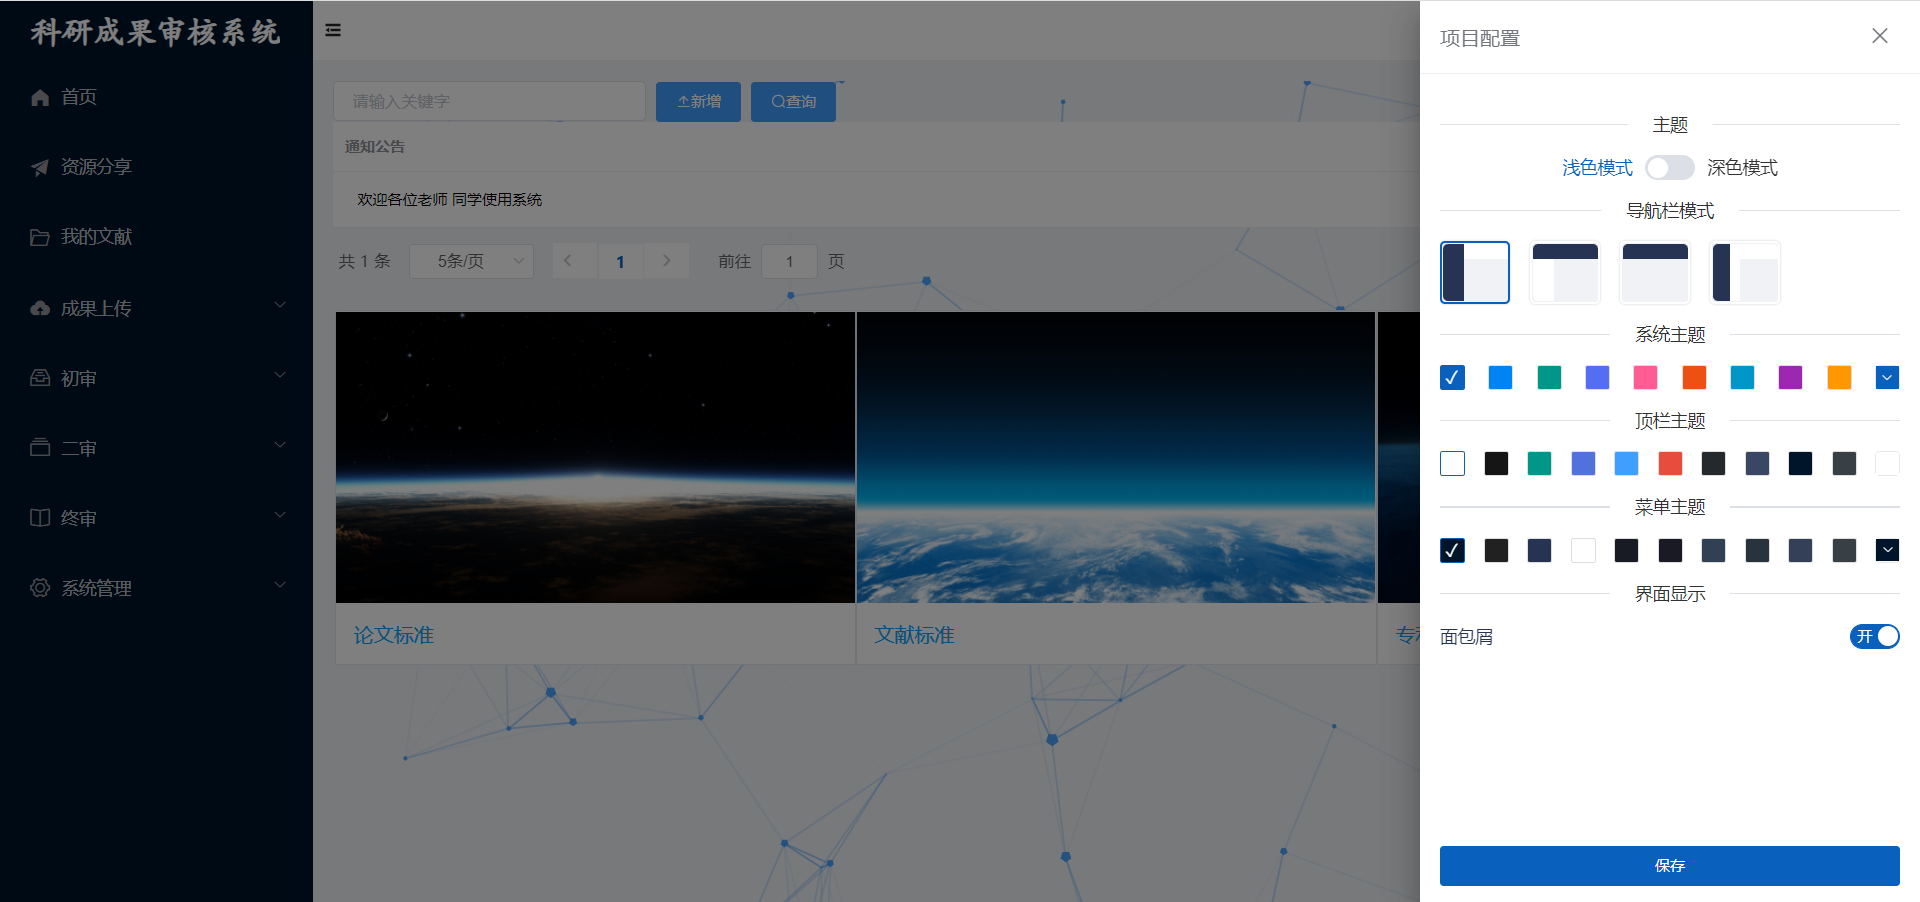 科研成果审核系统
首页
资源分享
我的文献
成果上传
初审
二审
终审
系统管理
请输入关键字
新增
查询
通知公告
欢迎各位老师 同学使用系统
共 1 条
5条/页
1
前往
1
页
论文标准
文献标准
项目配置
主题
浅色模式
深色模式
导航栏模式
系统主题
顶栏主题
菜单主题
界面显示
面包屑
开
保存